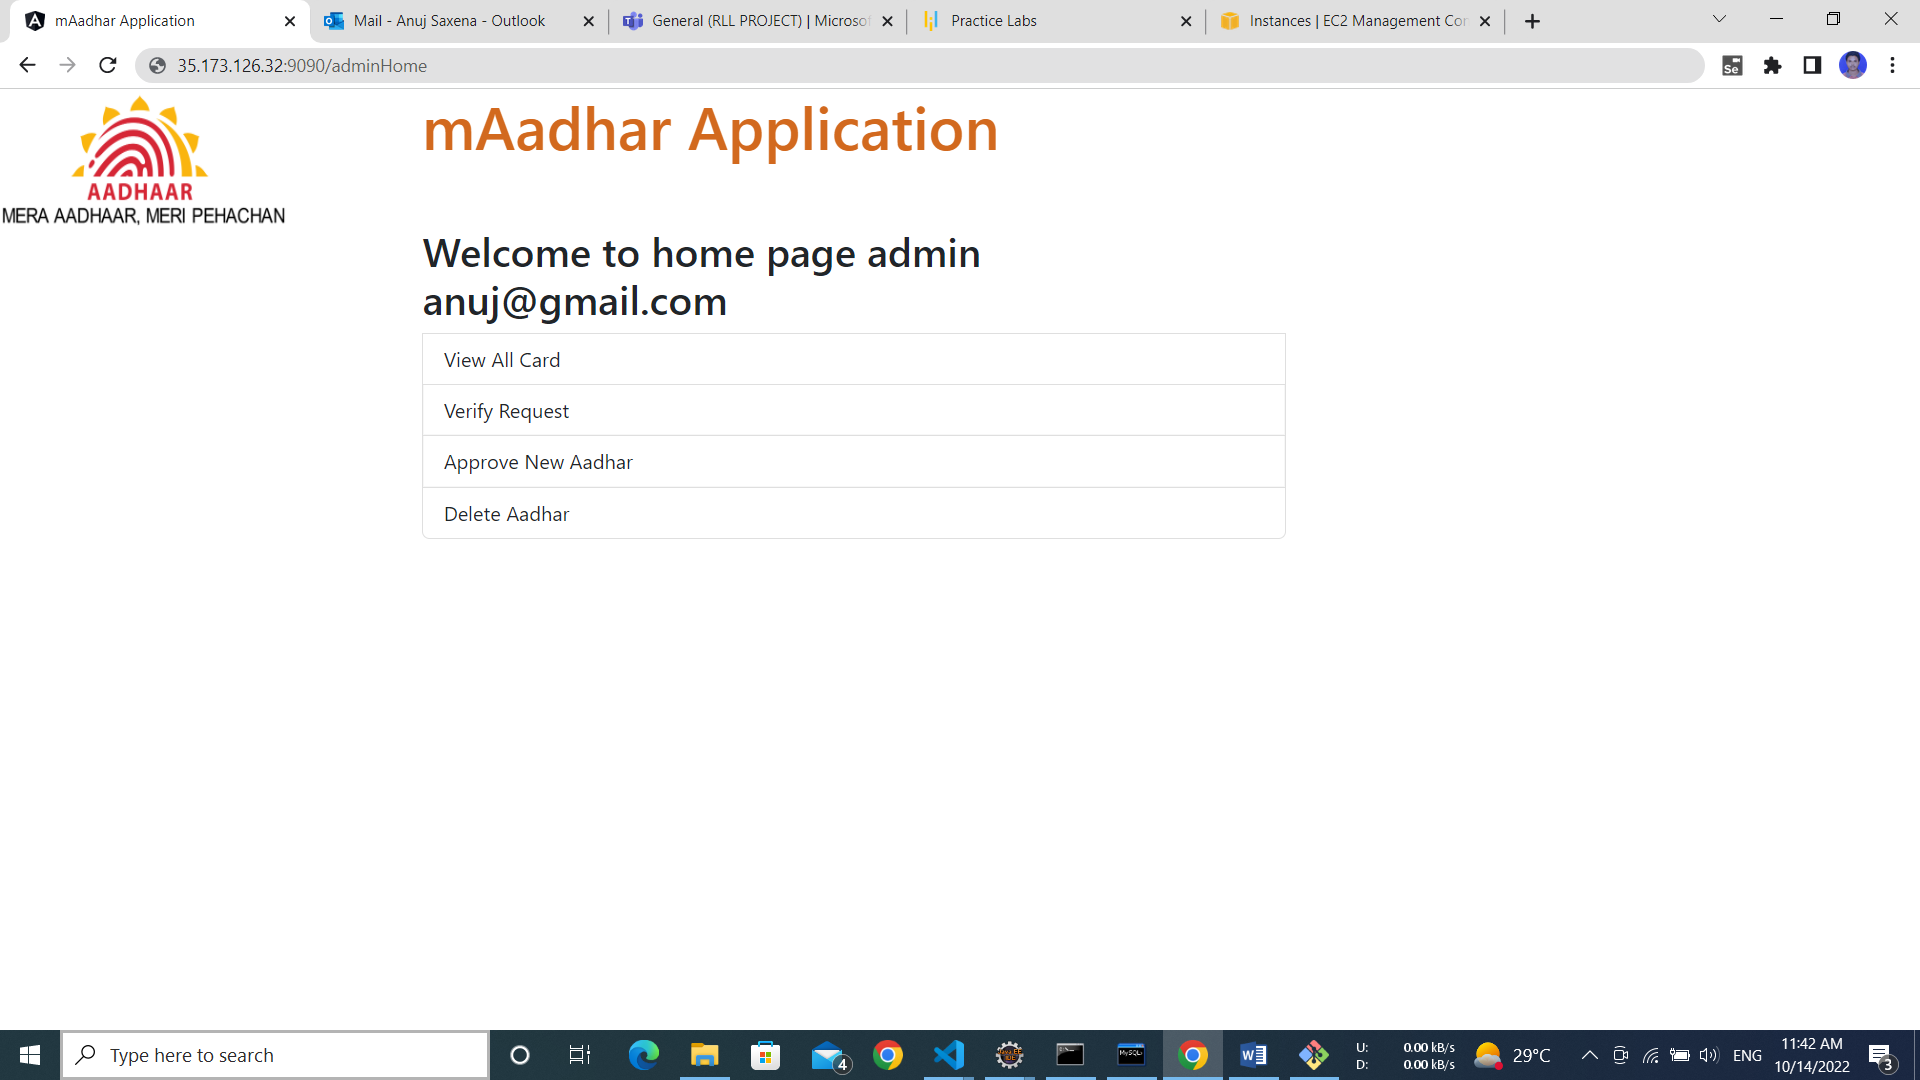 mAadhar Application
Mail - Anuj Saxena - Outlook
General (RLL PROJECT) | Microsof
Practice Labs
Instances | EC2 Management Con
35.173.126.32:9090/adminHome
Se
AADHAAR
MERA AADHAAR, MERI PEHACHAN
mAadhar Application
Welcome to home page admin
anuj@gmail.com
View All Card
Verify Request
Approve New Aadhar
Delete Aadhar
Type here to search
4
MySQL
U: 0.00 kB/s
D: 0.00 kB/s
29°C
ENG
11:42 AM
10/14/2022
3